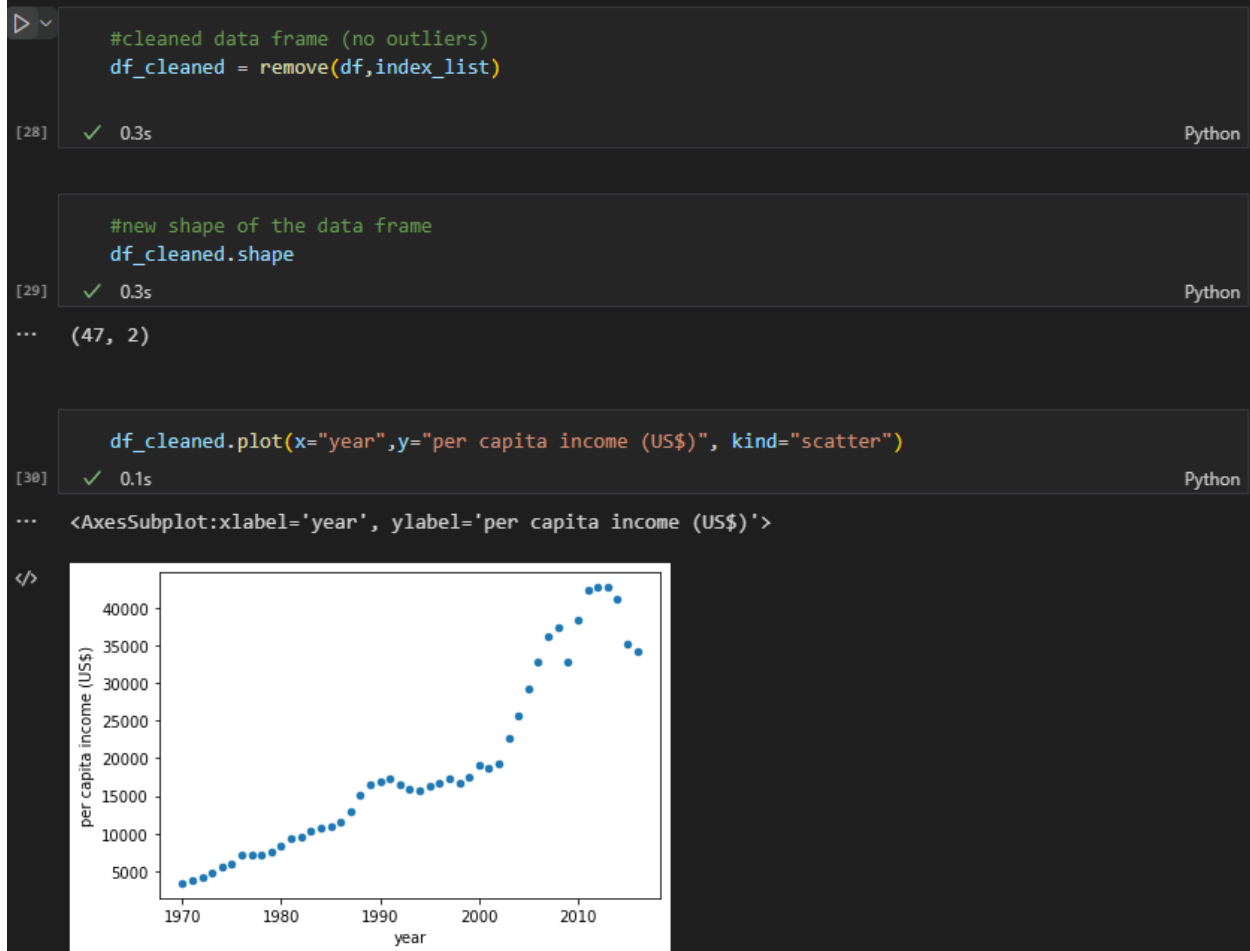 #cleaned data frame (no outliers)
df_cleaned = remove(df,index_list)
[28] ✓ 0.3s Python
#new shape of the data frame
df_cleaned.shape
[29] ✓ 0.3s Python
... (47, 2)
df_cleaned.plot(x="year",y="per capita income (US$)", kind="scatter")
[30] ✓ 0.1s Python
... <AxesSubplot:xlabel='year', ylabel='per capita income (US$)'>
per capita income (US$)
40000
35000
30000
25000
20000
15000
10000
5000
1970 1980 1990 2000 2010
year